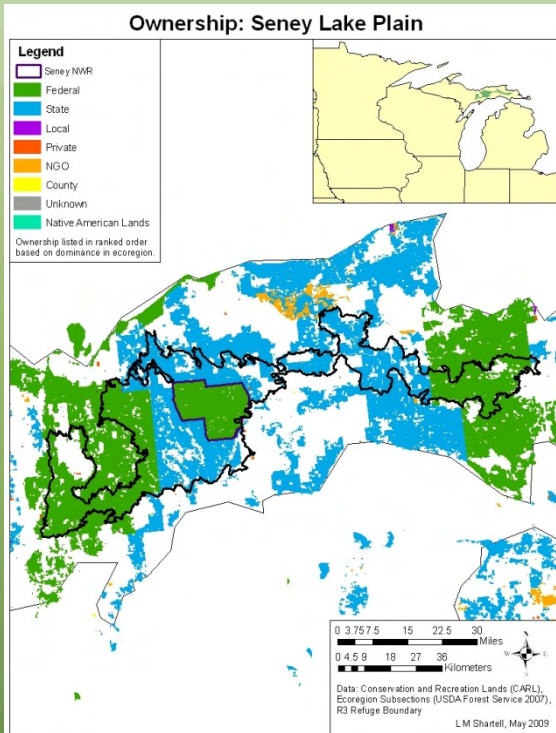 Ownership: Seney Lake Plain
Legend
Seney NWR
Federal
State
Local
Private
NGO
County
Unknown
Native American Lands
Ownership listed in ranked order
based on dominance in ecoregion.
0 3.75 7.5 15 22.5 30
Miles
0 4.5 9 18 27 36
Kilometers
N
W E
S
Data: Conservation and Recreation Lands (CARL),
Ecoregion Subsections (USDA Forest Service 2007),
R3 Refuge Boundary
L.M Shartell, May 2009